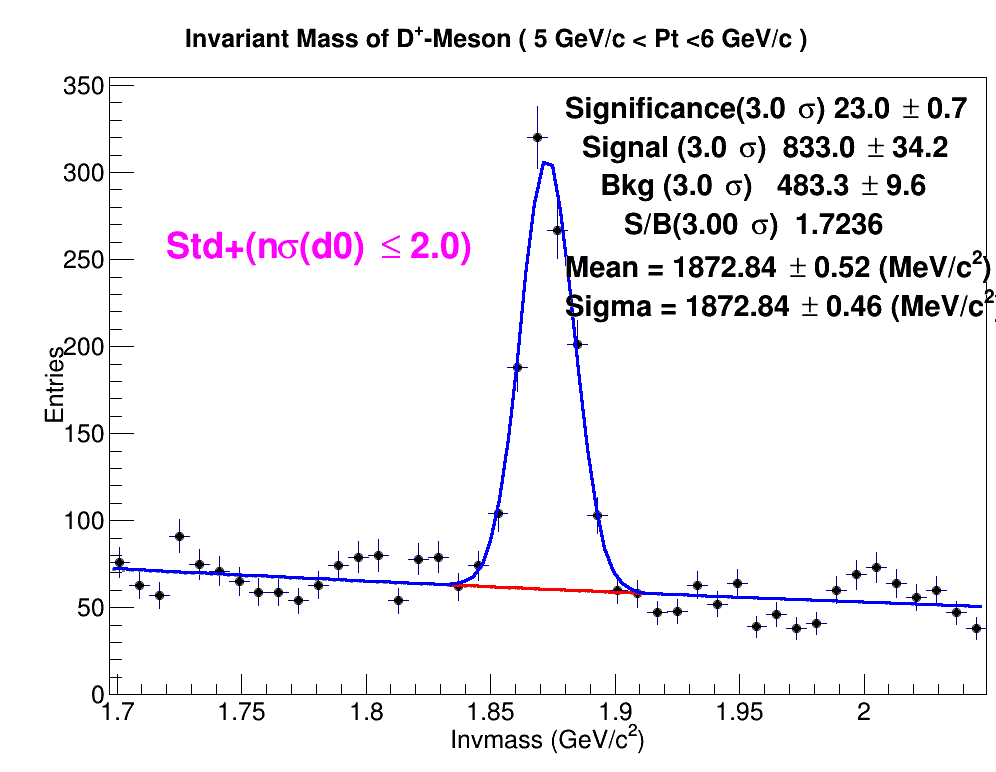 Invariant Mass of D⁺-Meson ( 5 GeV/c < Pt <6 GeV/c )
Significance(3.0 σ) 23.0 ± 0.7
Signal (3.0 σ) 833.0 ± 34.2
Bkg (3.0 σ) 483.3 ± 9.6
S/B(3.00 σ) 1.7236
Mean = 1872.84 ± 0.52 (MeV/c²)
Sigma = 1872.84 ± 0.46 (MeV/c²)
Std+(nσ(d0) ≤ 2.0)
Entries
350
300
250
200
150
100
50
0
1.7 1.75 1.8 1.85 1.9 1.95 2
Invmass (GeV/c²)